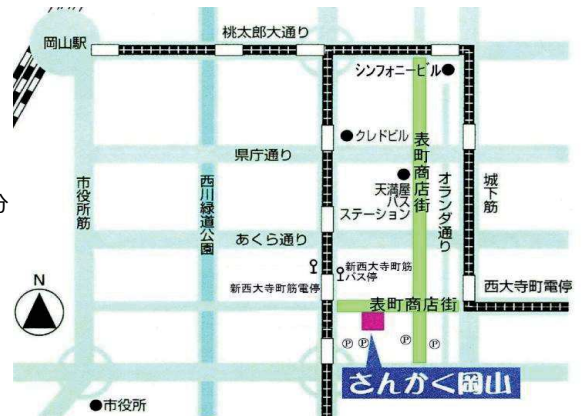 岡山駅
桃太郎大通り
シンフォニービル
クレドビル
県庁通り
表町商店街
天満屋
バス
ステーション
オランダ通り
城下筋
市役所筋
西川緑道公園
分
あくら通り
新西大寺町筋
バス停
新西大寺町筋電停
西大寺町電停
表町商店街
N
P P P P
さんかく岡山
市役所